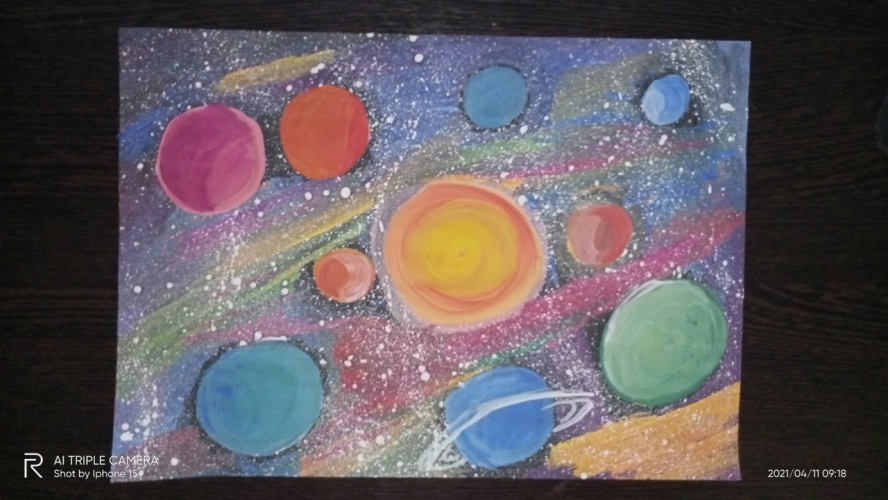 AI TRIPLE CAMERA
Shot by Iphone 15
2021/04/11 09:18